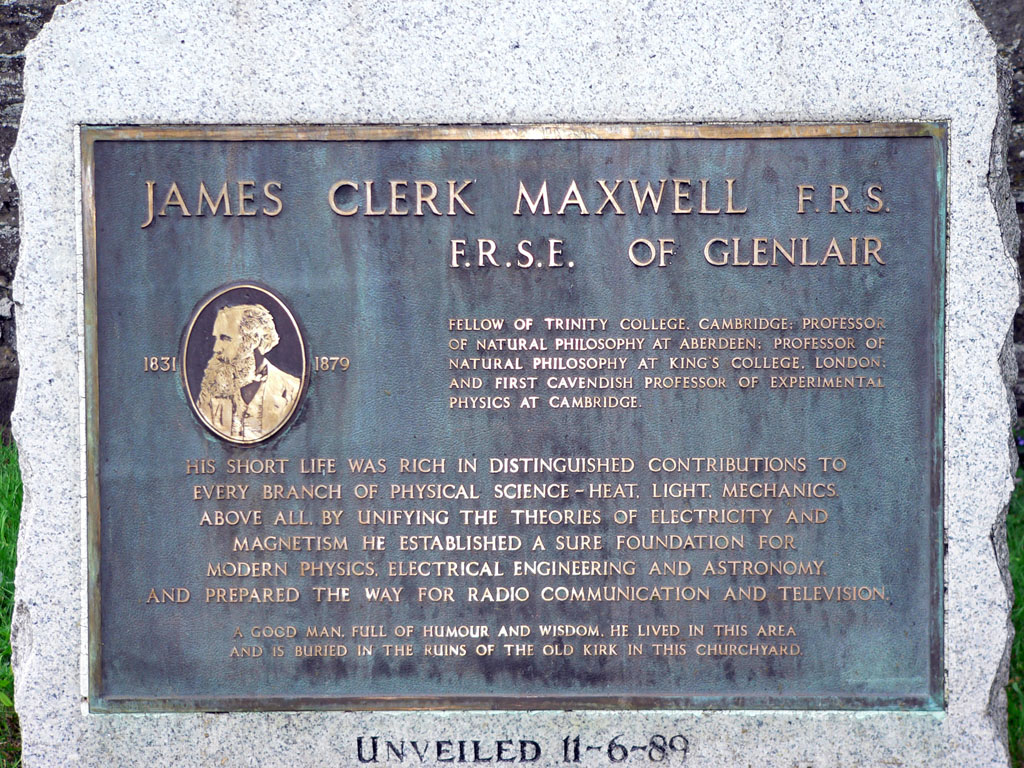 JAMES CLERK MAXWELL F.R.S.
F.R.S.E. OF GLENLAIR
FELLOW OF TRINITY COLLEGE, CAMBRIDGE: PROFESSOR
OF NATURAL PHILOSOPHY AT ABERDEEN: PROFESSOR OF
NATURAL PHILOSOPHY AT KING'S COLLEGE, LONDON:
AND FIRST CAVENDISH PROFESSOR OF EXPERIMENTAL
PHYSICS AT CAMBRIDGE.
1831 1879
HIS SHORT LIFE WAS RICH IN DISTINGUISHED CONTRIBUTIONS TO
EVERY BRANCH OF PHYSICAL SCIENCE - HEAT, LIGHT, MECHANICS.
ABOVE ALL, BY UNIFYING THE THEORIES OF ELECTRICITY AND
MAGNETISM HE ESTABLISHED A SURE FOUNDATION FOR
MODERN PHYSICS, ELECTRICAL ENGINEERING AND ASTRONOMY,
AND PREPARED THE WAY FOR RADIO COMMUNICATION AND TELEVISION.
A GOOD MAN, FULL OF HUMOUR AND WISDOM, HE LIVED IN THIS AREA
AND IS BURIED IN THE RUINS OF THE OLD KIRK IN THIS CHURCHYARD.
UNVEILED 11-6-89